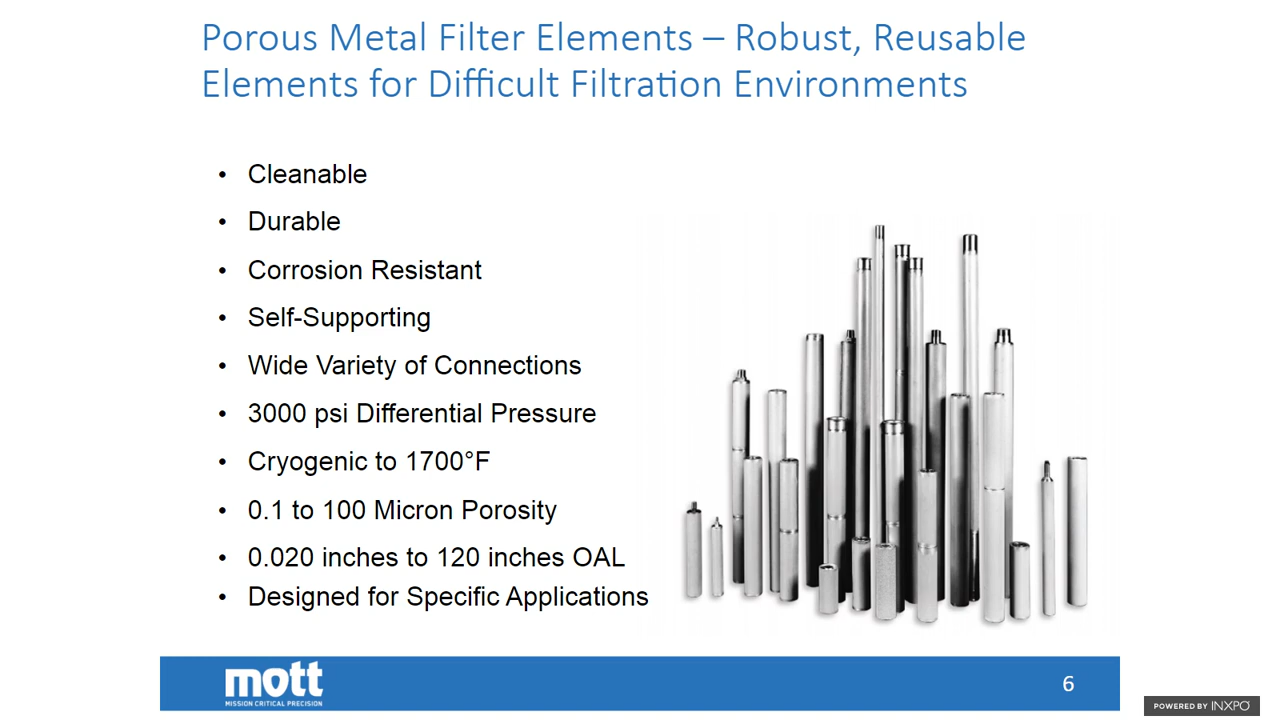 Porous Metal Filter Elements – Robust, Reusable
Elements for Difficult Filtration Environments
• Cleanable
• Durable
• Corrosion Resistant
• Self-Supporting
• Wide Variety of Connections
• 3000 psi Differential Pressure
• Cryogenic to 1700°F
• 0.1 to 100 Micron Porosity
• 0.020 inches to 120 inches OAL
• Designed for Specific Applications
mott
MISSION CRITICAL PRECISION
6
POWERED BY INXPO